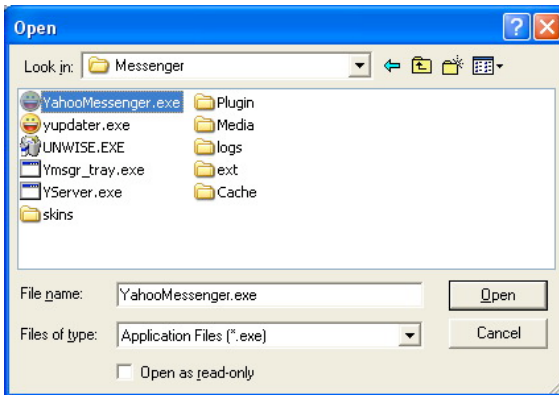 Open
Look in: Messenger
YahooMessenger.exe Plugin
yupdater.exe Media
UNWISE.EXE logs
Ymsgr_tray.exe ext
YServer.exe Cache
skins
File name: YahooMessenger.exe Open
Files of type: Application Files (*.exe) Cancel
Open as read-only